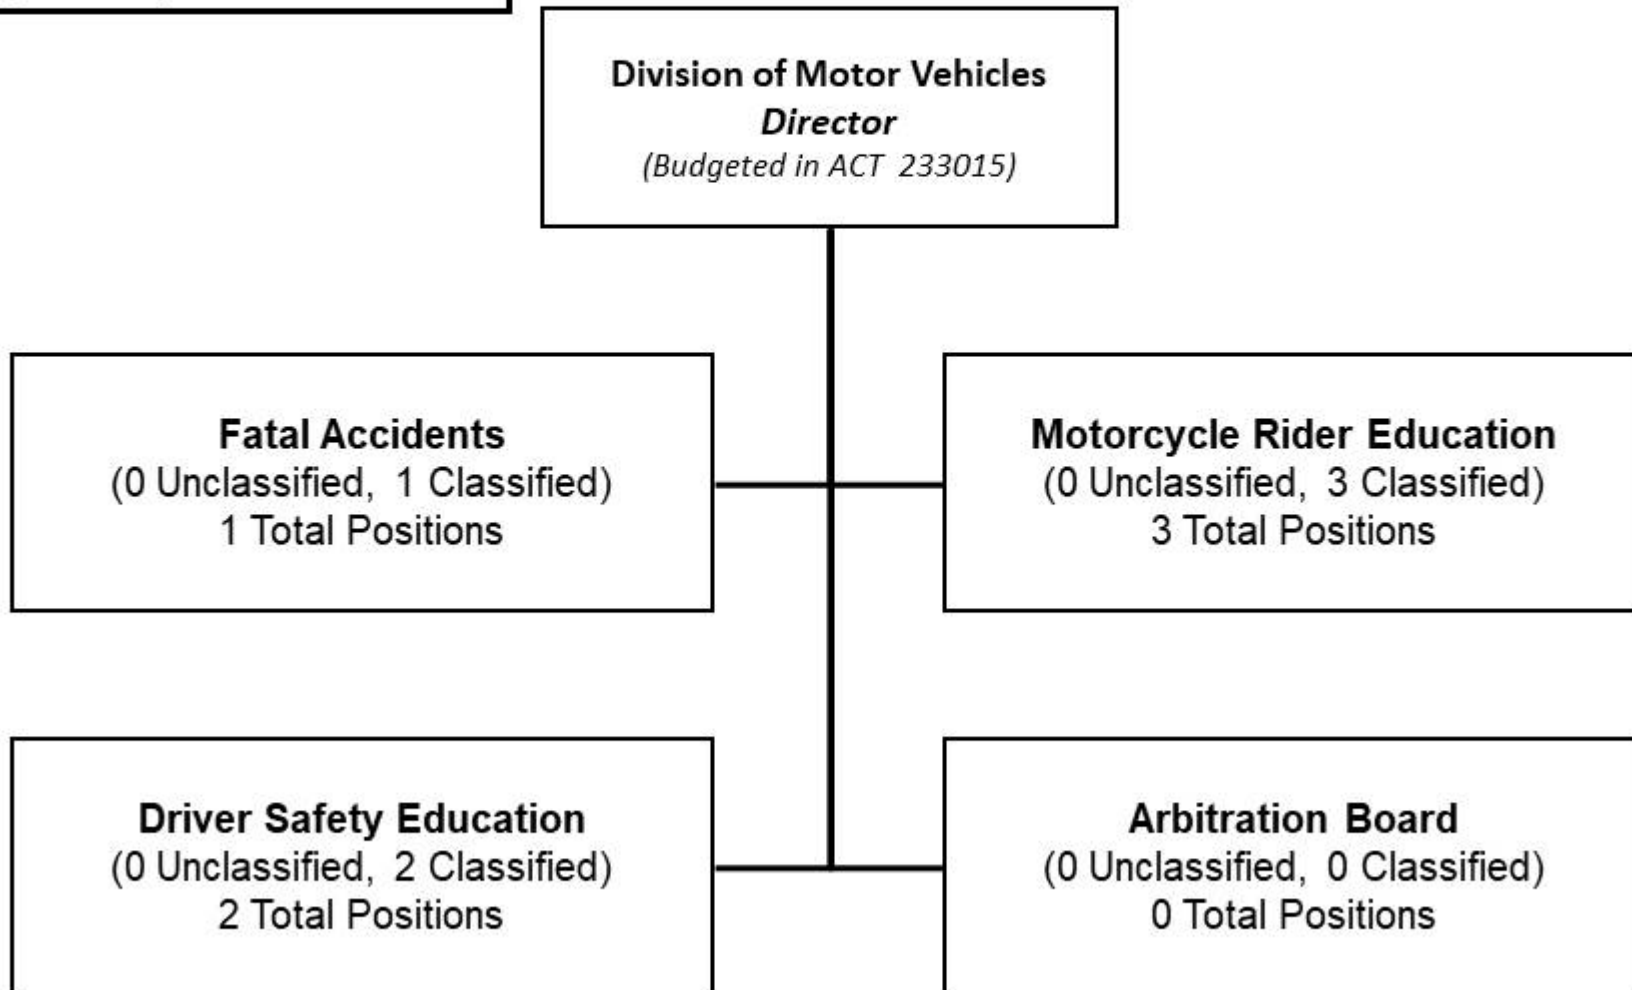 Division of Motor Vehicles
Director
(Budgeted in ACT 233015)
Fatal Accidents
(0 Unclassified, 1 Classified)
1 Total Positions
Motorcycle Rider Education
(0 Unclassified, 3 Classified)
3 Total Positions
Driver Safety Education
(0 Unclassified, 2 Classified)
2 Total Positions
Arbitration Board
(0 Unclassified, 0 Classified)
0 Total Positions